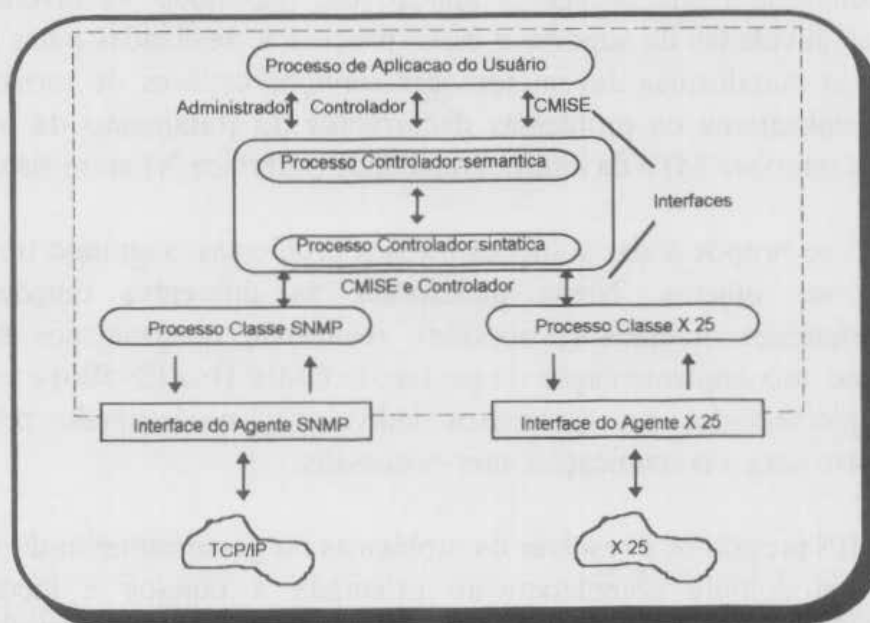 Processo de Aplicacao do Usuário
Administrador Controlador CMISE
Processo Controlador:semantica
Interfaces
Processo Controlador:sintatica
CMISE e Controlador
Processo Classe SNMP Processo Classe X 25
Interface do Agente SNMP Interface do Agente X 25
TCP/IP X 25